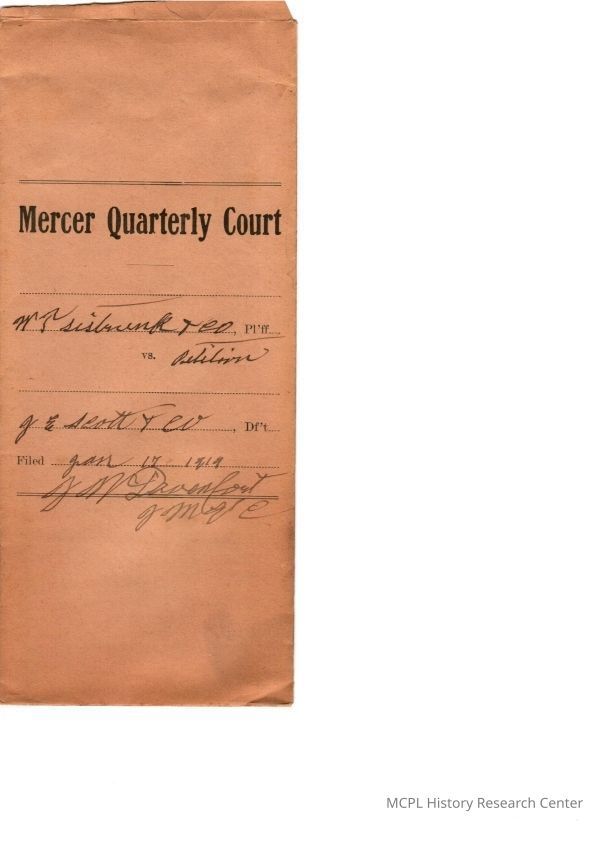 Mercer Quarterly Court
W T Sisbrunk & Co, Pl'ff
vs. Petition
J E Scott & Co, Df't
Filed Jan 17 1919
J W Davenport
MCPL History Research Center